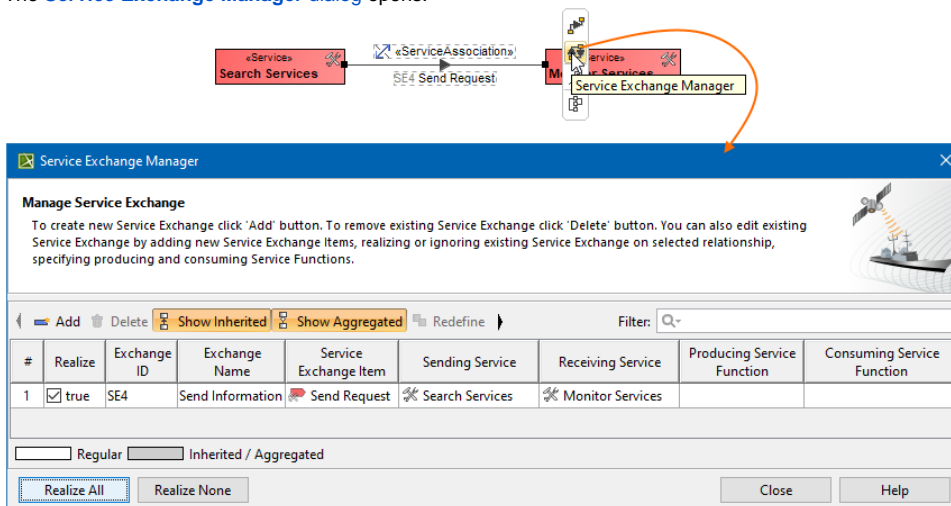 The Service Exchange Manager dialog opens.
«Service»
Search Services
«ServiceAssociation»
SE4 Send Request
Service Exchange Manager
Service Exchange Manager
Manage Service Exchange
To create new Service Exchange click 'Add' button. To remove existing Service Exchange click 'Delete' button. You can also edit existing
Service Exchange by adding new Service Exchange Items, realizing or ignoring existing Service Exchange on selected relationship,
specifying producing and consuming Service Functions.
Add Delete Show Inherited Show Aggregated Redefine Filter:
# Realize Exchange ID Exchange Name Service Exchange Item Sending Service Receiving Service Producing Service Function Consuming Service Function
1 true SE4 Send Information Send Request Search Services Monitor Services
Regular Inherited / Aggregated
Realize All Realize None Close Help